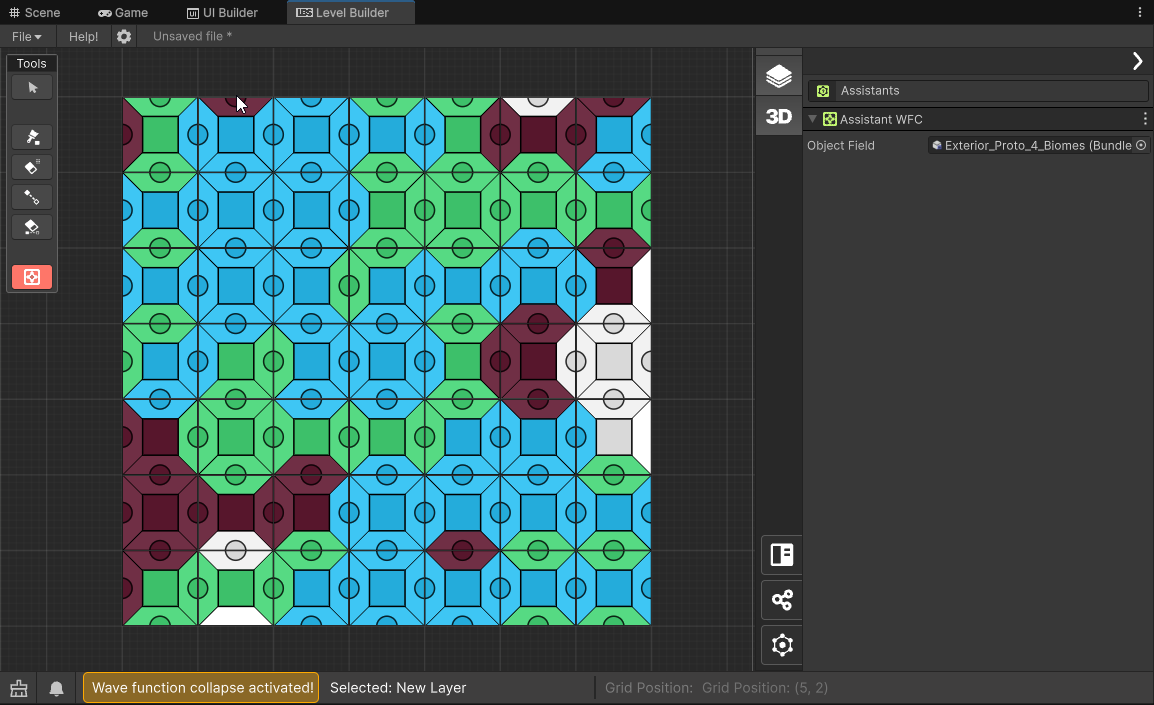 Scene Game UI Builder Level Builder
File Help! Unsaved file *
Tools
3D
Assistants
Assistant WFC
Object Field Exterior_Proto_4_Biomes (Bundle
Wave function collapse activated! Selected: New Layer Grid Position: Grid Position: (5, 2)